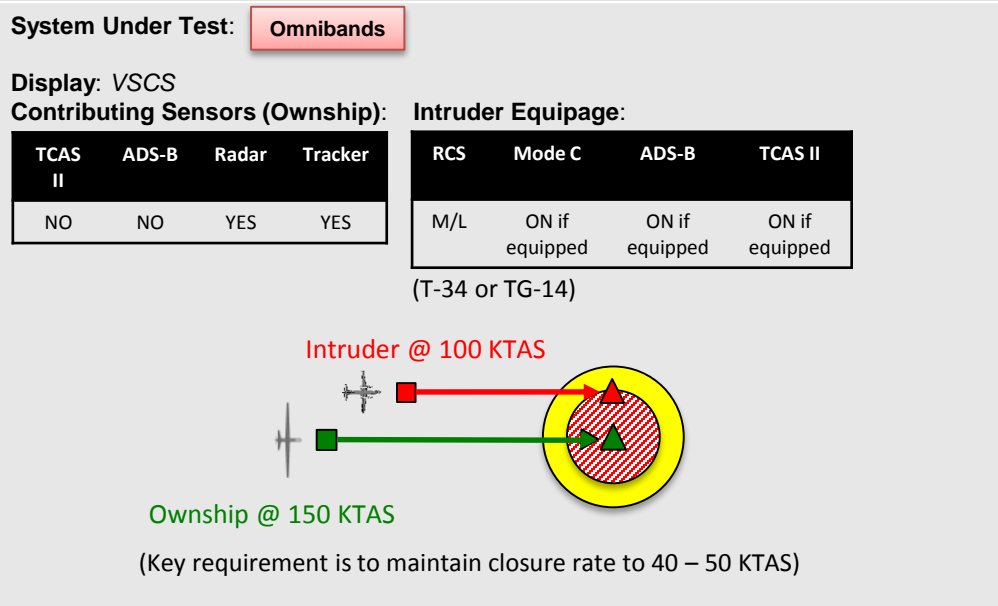 System Under Test: Omnibands
Display: VSCS
Contributing Sensors (Ownship): Intruder Equipage:
TCAS II ADS-B Radar Tracker
NO NO YES YES
RCS Mode C ADS-B TCAS II
M/L ON if equipped ON if equipped ON if equipped
(T-34 or TG-14)
Intruder @ 100 KTAS
Ownship @ 150 KTAS
(Key requirement is to maintain closure rate to 40 – 50 KTAS)